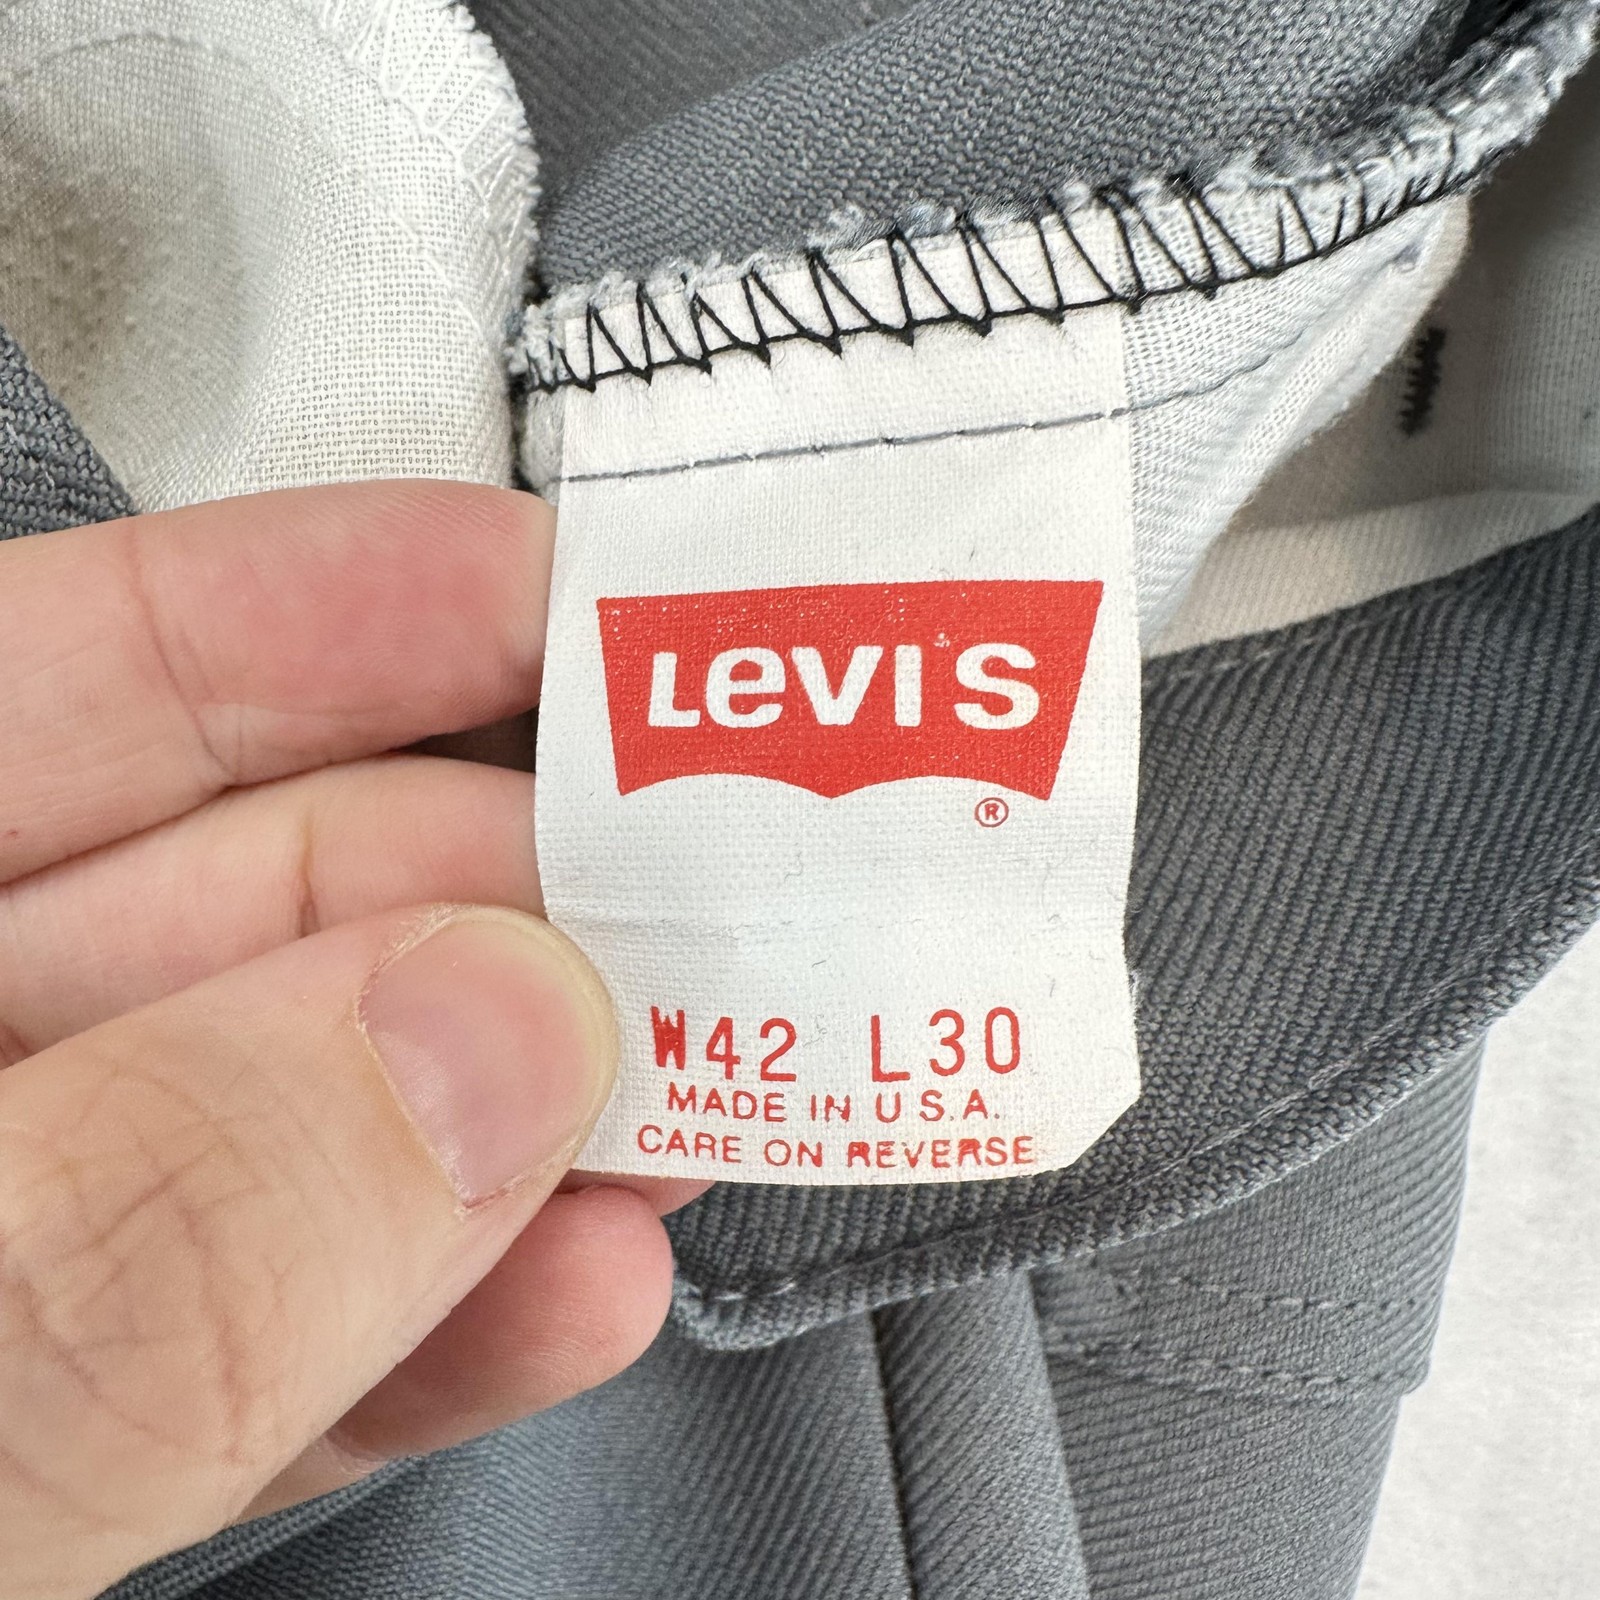 LeVI'S
®
W42 L30
MADE IN U.S.A.
CARE ON REVERSE